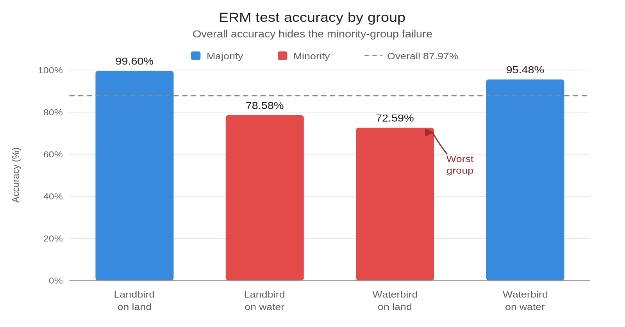 ERM test accuracy by group
Overall accuracy hides the minority-group failure
Majority
Minority
Overall 87.97%
Accuracy (%)
100%
80%
60%
40%
20%
0%
99.60%
78.58%
72.59%
95.48%
Worst
group
Landbird
on land
Landbird
on water
Waterbird
on land
Waterbird
on water